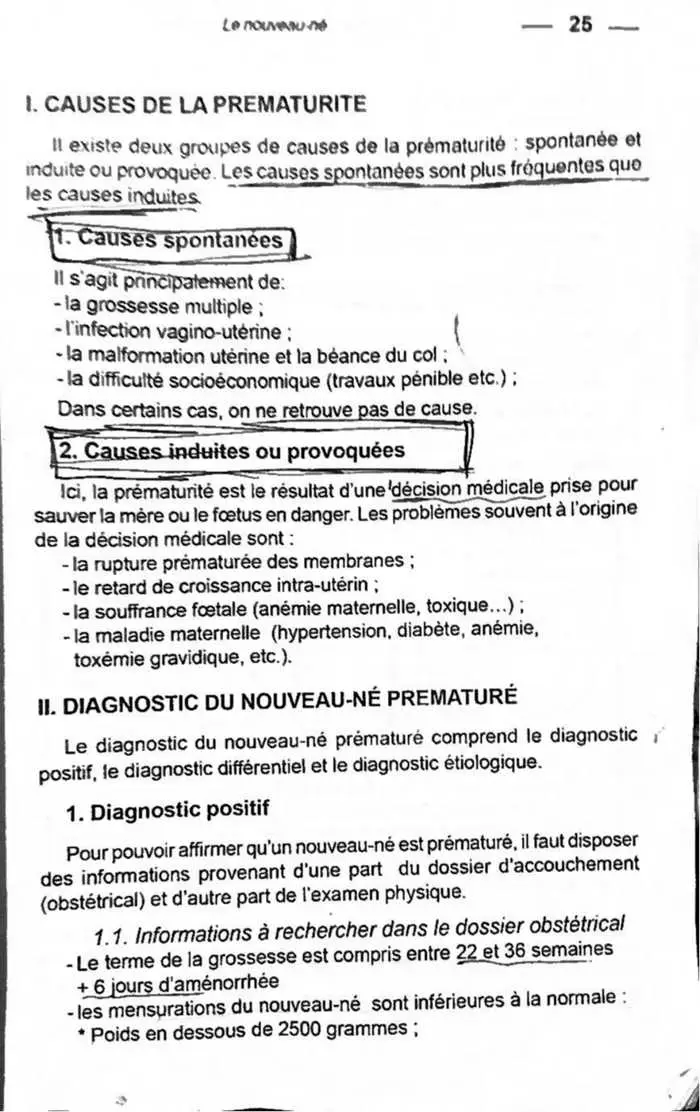 Le nouveau-né — 25 —
I. CAUSES DE LA PREMATURITE
Il existe deux groupes de causes de la prématurité : spontanée et
induite ou provoquée. Les causes spontanées sont plus fréquentes que
les causes induites.
1. Causes spontanées
Il s'agit principatement de:
- la grossesse multiple ;
- l'infection vagino-utérine ;
- la malformation utérine et la béance du col ;
- la difficulté socioéconomique (travaux pénible etc.) ;
Dans certains cas, on ne retrouve pas de cause.
2. Causes induites ou provoquées
Ici, la prématurité est le résultat d'une décision médicale prise pour
sauver la mère ou le fœtus en danger. Les problèmes souvent à l'origine
de la décision médicale sont :
- la rupture prématurée des membranes ;
- le retard de croissance intra-utérin ;
- la souffrance fœtale (anémie maternelle, toxique...) ;
- la maladie maternelle (hypertension, diabète, anémie,
toxémie gravidique, etc.).
II. DIAGNOSTIC DU NOUVEAU-NÉ PREMATURÉ
Le diagnostic du nouveau-né prématuré comprend le diagnostic
positif, le diagnostic différentiel et le diagnostic étiologique.
1. Diagnostic positif
Pour pouvoir affirmer qu'un nouveau-né est prématuré, il faut disposer
des informations provenant d'une part du dossier d'accouchement
(obstétrical) et d'autre part de l'examen physique.
1.1. Informations à rechercher dans le dossier obstétrical
- Le terme de la grossesse est compris entre 22 et 36 semaines
+ 6 jours d'aménorrhée
- les mensurations du nouveau-né sont inférieures à la normale :
* Poids en dessous de 2500 grammes ;